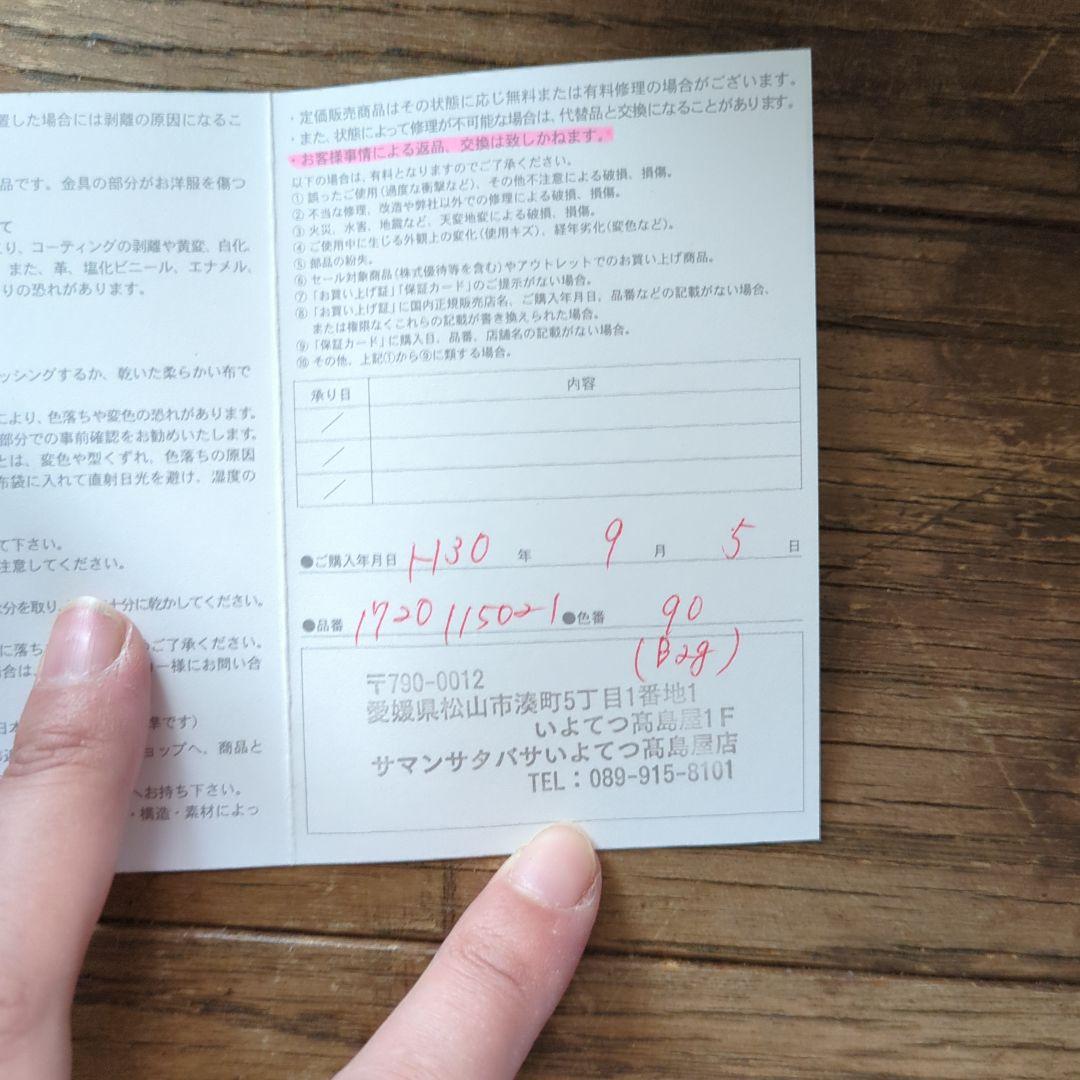 置した場合には剥離の原因になるこ
品です。金具の部分がお洋服を傷つ
て
り、コーティングの剥離や黄変、白化、
また、革、塩化ビニール、エナメル、
りの恐れがあります。
ッシングするか、乾いた柔らかい布で
により、色落ちや変色の恐れがあります。
部分での事前確認をお勧めいたします。
とは、変色や型くずれ、色落ちの原因
布袋に入れて直射日光を避け、湿度の
て下さい。
注意してください。
分を取り、 十分に乾かしてください。
に落ち ご了承ください。
場合は、 ー様にお問い合
準です)
ョップへ、商品と
へお持ち下さい。
・構造・素材によっ
・定価販売商品はその状態に応じ無料または有料修理の場合がございます。
・また、状態によって修理が不可能な場合は、代替品と交換になることがあります。
・お客様事情による返品、交換は致しかねます。
以下の場合は、有料となりますのでご了承ください。
① 誤ったご使用(過度な衝撃など)、その他不注意による破損、損傷。
② 不当な修理、改造や弊社以外での修理による破損、損傷。
③ 火災、水害、地震など、天変地変による破損、損傷。
④ ご使用中に生じる外観上の変化(使用キズ)、経年劣化(変色など)。
⑤ 部品の紛失。
⑥ セール対象商品(株式優待等を含む)やアウトレットでのお買い上げ商品。
⑦ 「お買い上げ証」「保証カード」のご提示がない場合。
⑧ 「お買い上げ証」に国内正規販売店名、ご購入年月日、品番などの記載がない場合、
または権限なくこれらの記載が書き換えられた場合。
⑨ 「保証カード」に購入日、品番、店舗名の記載がない場合。
⑩ その他、上記①から⑨に類する場合。
承り日 内容
/
/
/
●ご購入年月日 H30 年 9 月 5 日
●品番 1720115021 ●色番 90
(Bag)
〒790-0012
愛媛県松山市湊町5丁目1番地1
いよてつ髙島屋1F
サマンサタバサいよてつ髙島屋店
TEL：089-915-8101